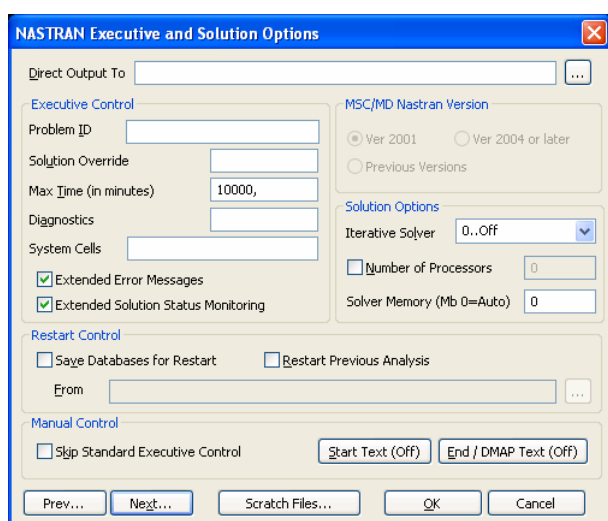 NASTRAN Executive and Solution Options
Direct Output To
...
Executive Control
Problem ID
Solution Override
Max Time (in minutes) 10000,
Diagnostics
System Cells
Extended Error Messages
Extended Solution Status Monitoring
MSC/MD Nastran Version
Ver 2001 Ver 2004 or later
Previous Versions
Solution Options
Iterative Solver 0..Off
Number of Processors 0
Solver Memory (Mb 0=Auto) 0
Restart Control
Save Databases for Restart Restart Previous Analysis
From ...
Manual Control
Skip Standard Executive Control Start Text (Off) End / DMAP Text (Off)
Prev... Next... Scratch Files... OK Cancel